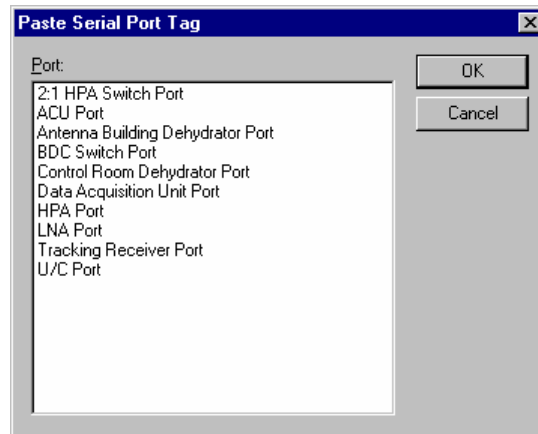 Paste Serial Port Tag
Port:
OK
Cancel
2:1 HPA Switch Port
ACU Port
Antenna Building Dehydrator Port
BDC Switch Port
Control Room Dehydrator Port
Data Acquisition Unit Port
HPA Port
LNA Port
Tracking Receiver Port
U/C Port